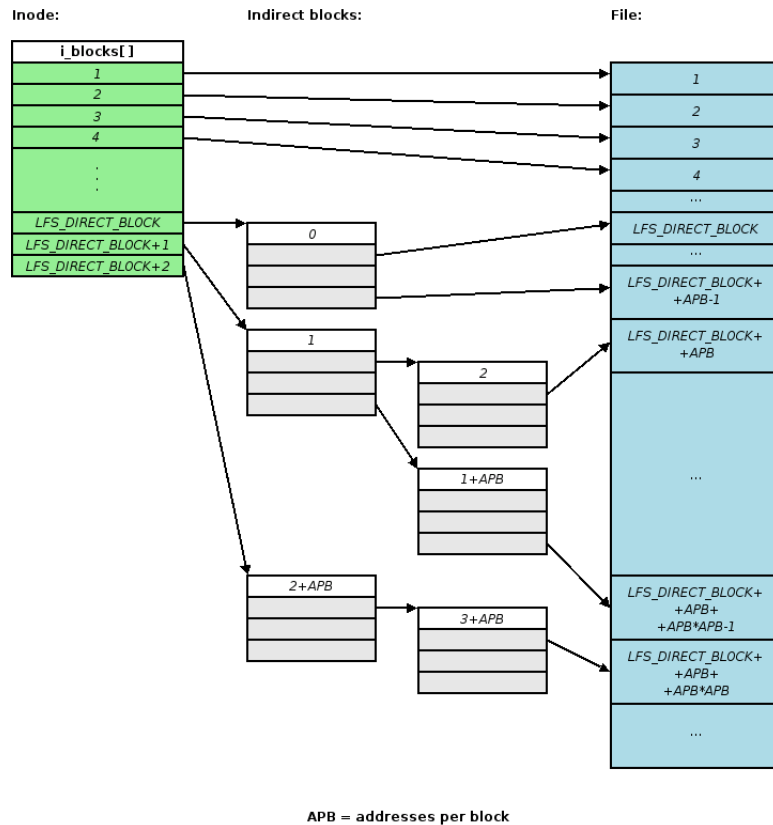 Inode:
Indirect blocks:
File:
i_blocks[ ]
1
2
3
4
.
.
.
LFS_DIRECT_BLOCK
LFS_DIRECT_BLOCK+1
LFS_DIRECT_BLOCK+2
0
1
2
1+APB
2+APB
3+APB
1
2
3
4
...
LFS_DIRECT_BLOCK
...
LFS_DIRECT_BLOCK+
+APB-1
LFS_DIRECT_BLOCK+
+APB
...
LFS_DIRECT_BLOCK+
+APB+
+APB*APB-1
LFS_DIRECT_BLOCK+
+APB+
+APB*APB
...
APB = addresses per block